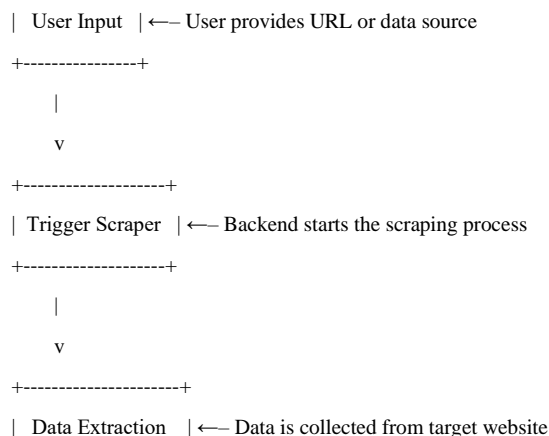 | User Input | ←– User provides URL or data source
+----------------+
|
v
+--------------------+
| Trigger Scraper | ←– Backend starts the scraping process
+--------------------+
|
v
+----------------------+
| Data Extraction | ←– Data is collected from target website